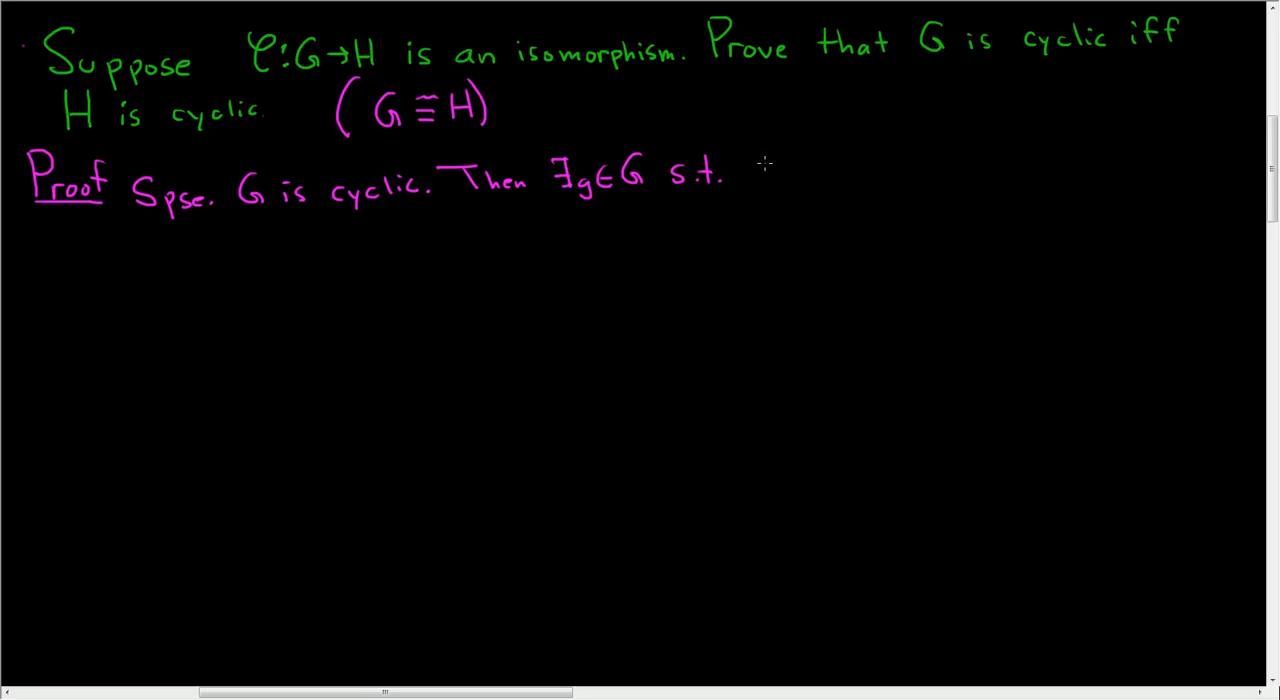 Suppose φ:G→H is an isomorphism. Prove that G is cyclic iff
H is cyclic. (G ≅ H)
Proof Spse. G is cyclic. Then ∃g∈G s.t.